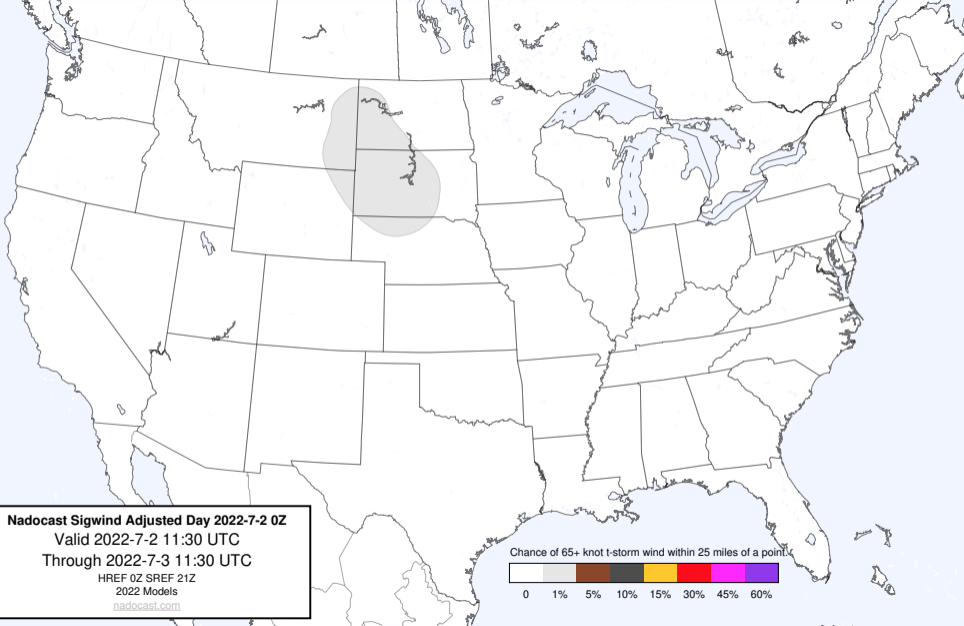 Nadocast Sigwind Adjusted Day 2022-7-2 0Z
Valid 2022-7-2 11:30 UTC
Through 2022-7-3 11:30 UTC
HREF 0Z SREF 21Z
2022 Models
nadocast.com
Chance of 65+ knot t-storm wind within 25 miles of a point.
0 1% 5% 10% 15% 30% 45% 60%